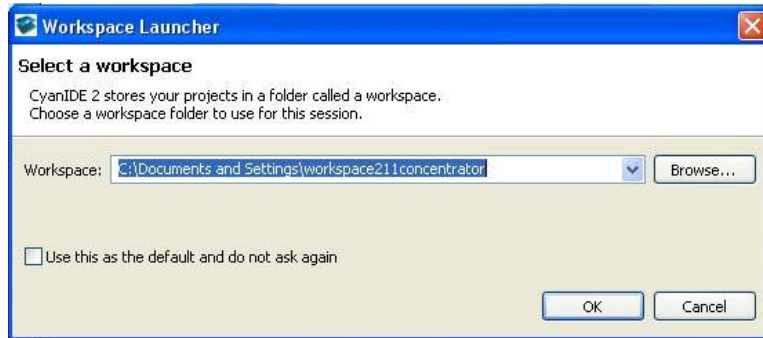 Workspace Launcher
Select a workspace
CyanIDE 2 stores your projects in a folder called a workspace.
Choose a workspace folder to use for this session.
Workspace: C:\Documents and Settings\workspace211concentrator Browse...
Use this as the default and do not ask again
OK Cancel